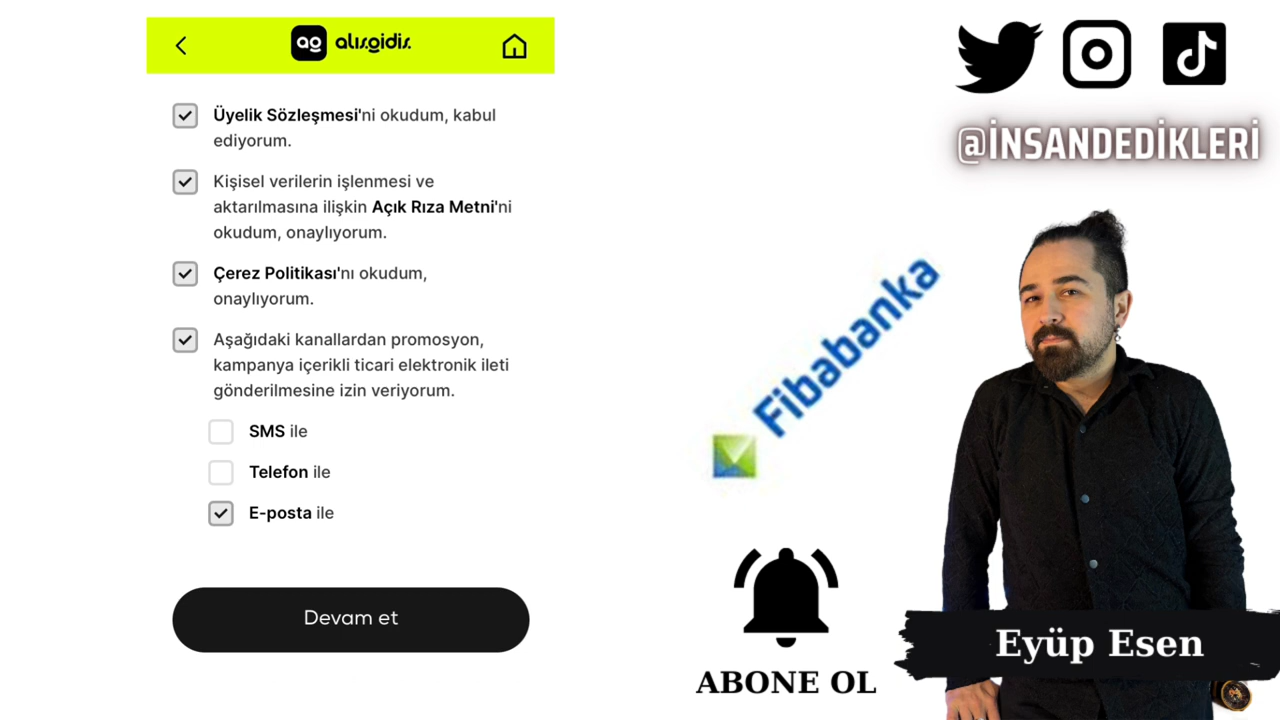 ag alışgidiş
Üyelik Sözleşmesi'ni okudum, kabul
ediyorum.
Kişisel verilerin işlenmesi ve
aktarılmasına ilişkin Açık Rıza Metni'ni
okudum, onaylıyorum.
Çerez Politikası'nı okudum,
onaylıyorum.
Aşağıdaki kanallardan promosyon,
kampanya içerikli ticari elektronik ileti
gönderilmesine izin veriyorum.
SMS ile
Telefon ile
E-posta ile
Devam et
@İNSANDEDİKLERİ
Fibabanka
ABONE OL
Eyüp Esen